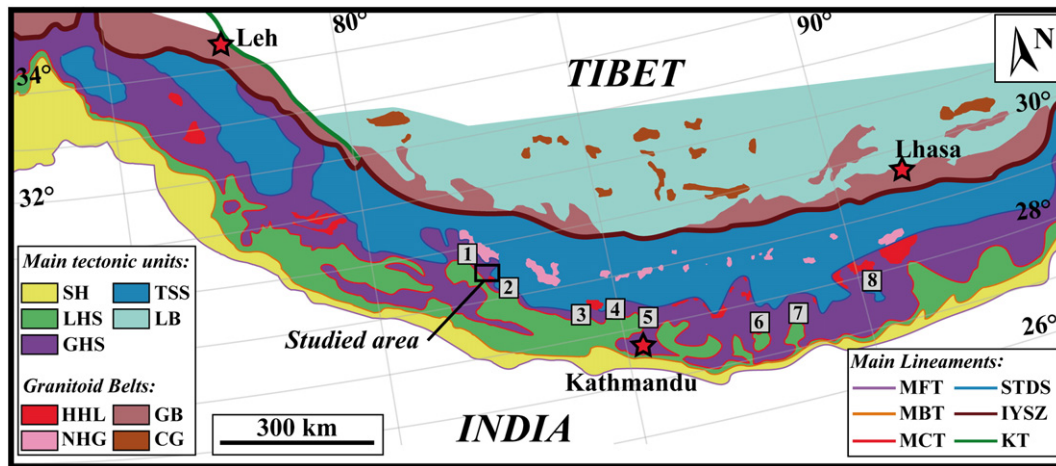 80°
90°
Leh
N
TIBET
34°
30°
Lhasa
32°
28°
Main tectonic units:
SH TSS
LHS LB
GHS
1
2
3
4
5
6
7
8
Studied area
26°
Granitoid Belts:
HHL GB
NHG CG
Kathmandu
300 km
INDIA
Main Lineaments:
MFT STDS
MBT IYSZ
MCT KT